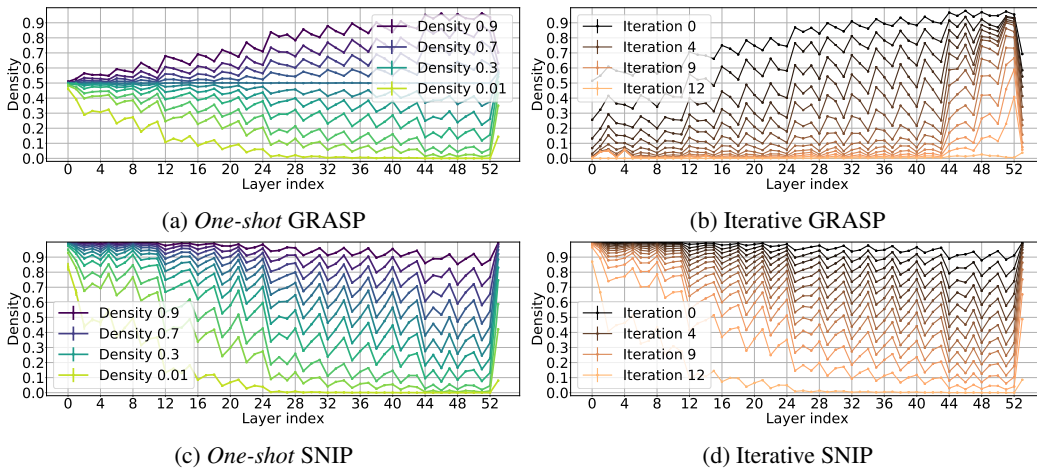 0.9
0.8
0.7
0.6
0.5
0.4
0.3
0.2
0.1
0.0
Density
Density 0.9
Density 0.7
Density 0.3
Density 0.01
0 4 8 12 16 20 24 28 32 36 40 44 48 52
Layer index
(a) One-shot GRASP
0.9
0.8
0.7
0.6
0.5
0.4
0.3
0.2
0.1
0.0
Density
Iteration 0
Iteration 4
Iteration 9
Iteration 12
0 4 8 12 16 20 24 28 32 36 40 44 48 52
Layer index
(b) Iterative GRASP
0.9
0.8
0.7
0.6
0.5
0.4
0.3
0.2
0.1
0.0
Density
Density 0.9
Density 0.7
Density 0.3
Density 0.01
0 4 8 12 16 20 24 28 32 36 40 44 48 52
Layer index
(c) One-shot SNIP
0.9
0.8
0.7
0.6
0.5
0.4
0.3
0.2
0.1
0.0
Density
Iteration 0
Iteration 4
Iteration 9
Iteration 12
0 4 8 12 16 20 24 28 32 36 40 44 48 52
Layer index
(d) Iterative SNIP